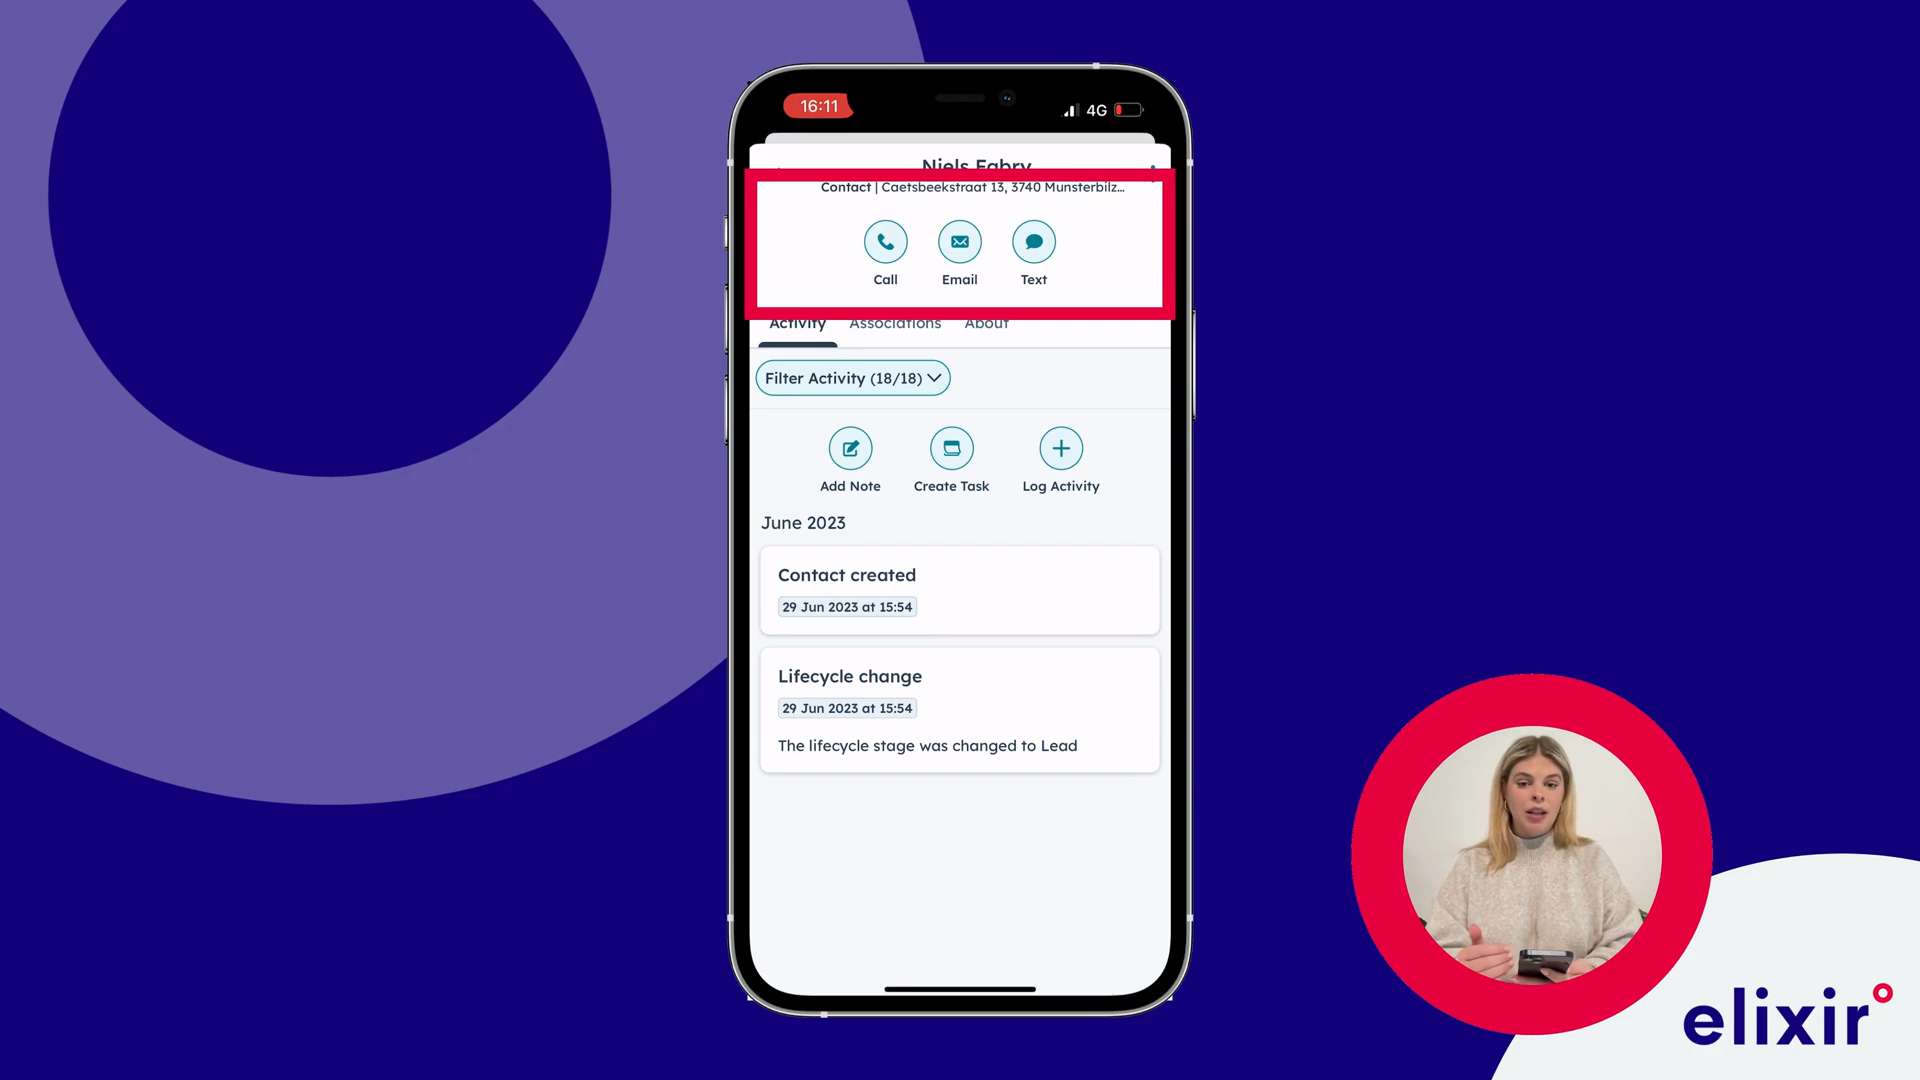 16:11
4G
Niels Fabry
Contact | Caetsbeekstraat 13, 3740 Munsterbilz...
Call Email Text
Activity Associations About
Filter Activity (18/18)
Add Note Create Task Log Activity
June 2023
Contact created
29 Jun 2023 at 15:54
Lifecycle change
29 Jun 2023 at 15:54
The lifecycle stage was changed to Lead
elixir